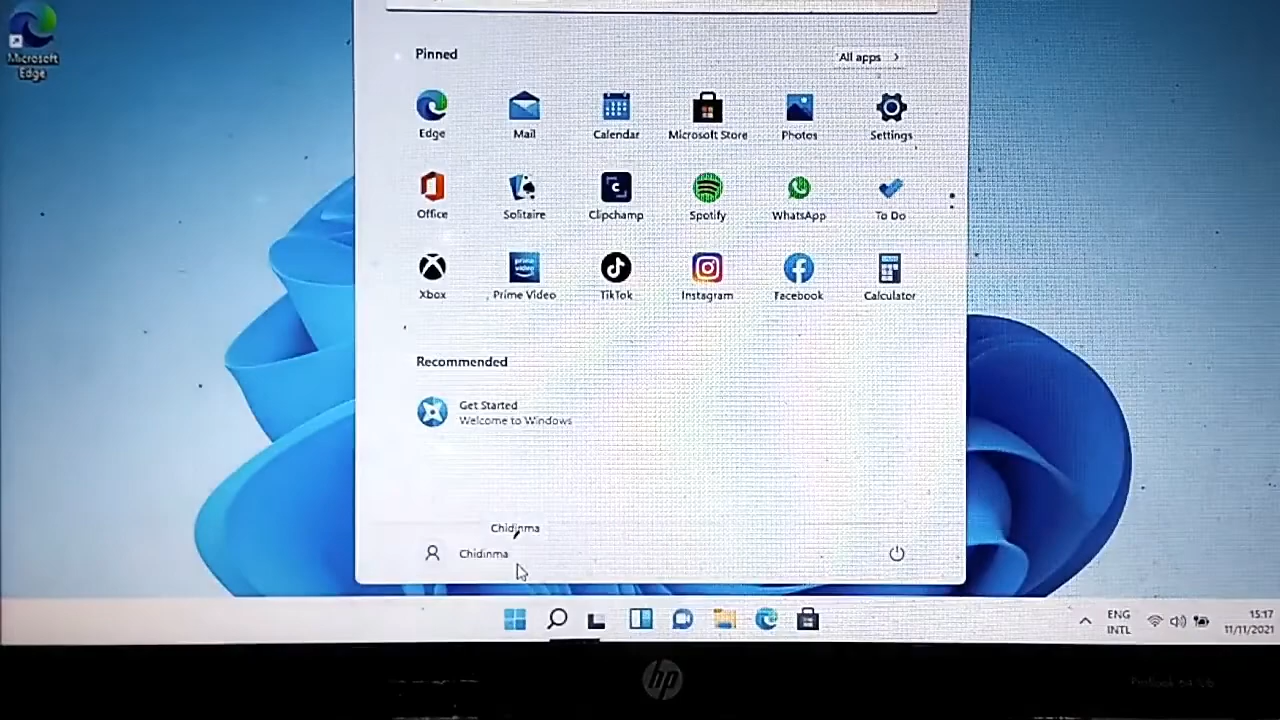 Microsoft
Edge
Pinned
All apps
Edge
Mail
Calendar
Microsoft Store
Photos
Settings
Office
Solitaire
Clipchamp
Spotify
WhatsApp
To Do
prime
video
Xbox
Prime Video
TikTok
Instagram
Facebook
Calculator
Recommended
Get Started
Welcome to Windows
Chidinma
Chidinma
ENG
INTL
15:17
11/11/2021
hp